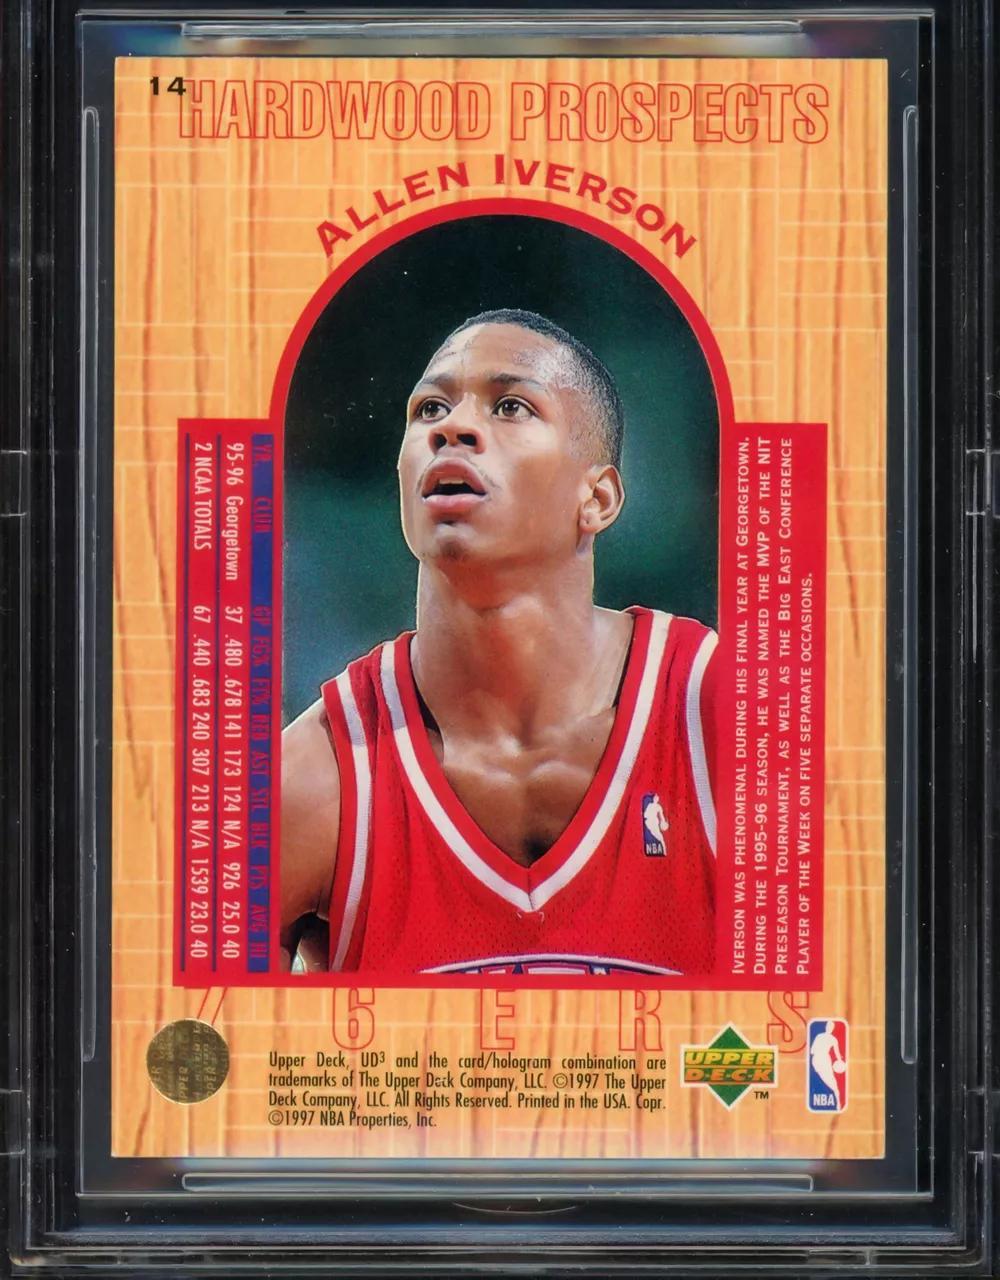 14
HARDWOOD PROSPECTS
ALLEN IVERSON
YR. CLUB GP FG% FT% REB AST STL BLK PTS AVG HI
95-96 Georgetown 37 .480 .678 141 173 124 N/A 926 25.0 40
2 NCAA TOTALS 67 .440 .683 240 307 213 N/A 1539 23.0 40
IVERSON WAS PHENOMENAL DURING HIS FINAL YEAR AT GEORGETOWN.
DURING THE 1995-96 SEASON, HE WAS NAMED THE MVP OF THE NIT
PRESEASON TOURNAMENT, AS WELL AS THE BIG EAST CONFERENCE
PLAYER OF THE WEEK ON FIVE SEPARATE OCCASIONS.
NBA
76ERS
Upper Deck, UD³ and the card/hologram combination are
trademarks of The Upper Deck Company, LLC. ©1997 The Upper
Deck Company, LLC. All Rights Reserved. Printed in the USA. Copr.
©1997 NBA Properties, Inc.
UPPER
DECK
TM
NBA